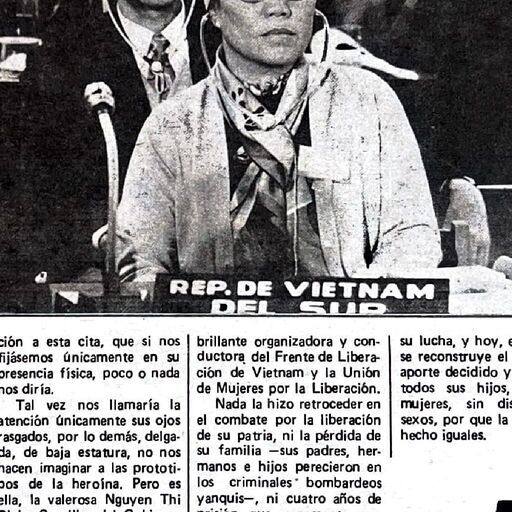 REP. DE VIETNAM
DEL SUR
ción a esta cita, que si nos
fijásemos únicamente en su
presencia física, poco o nada
nos diría.
Tal vez nos llamaría la
atención únicamente sus ojos
rasgados, por lo demás, delga-
da, de baja estatura, no nos
hacen imaginar a las prototi-
pos de la heroína. Pero es
ella, la valerosa Nguyen Thi
brillante organizadora y con-
ductora del Frente de Libera-
ción de Vietnam y la Unión
de Mujeres por la Liberación.
Nada la hizo retroceder en
el combate por la liberación
de su patria, ni la pérdida de
su familia —sus padres, her-
manos e hijos perecieron en
los criminales bombardeos
yanquis—, ni cuatro años de
su lucha, y hoy, e
se reconstruye el
aporte decidido y
todos sus hijos,
mujeres, sin dis
sexos, por que la
hecho iguales.